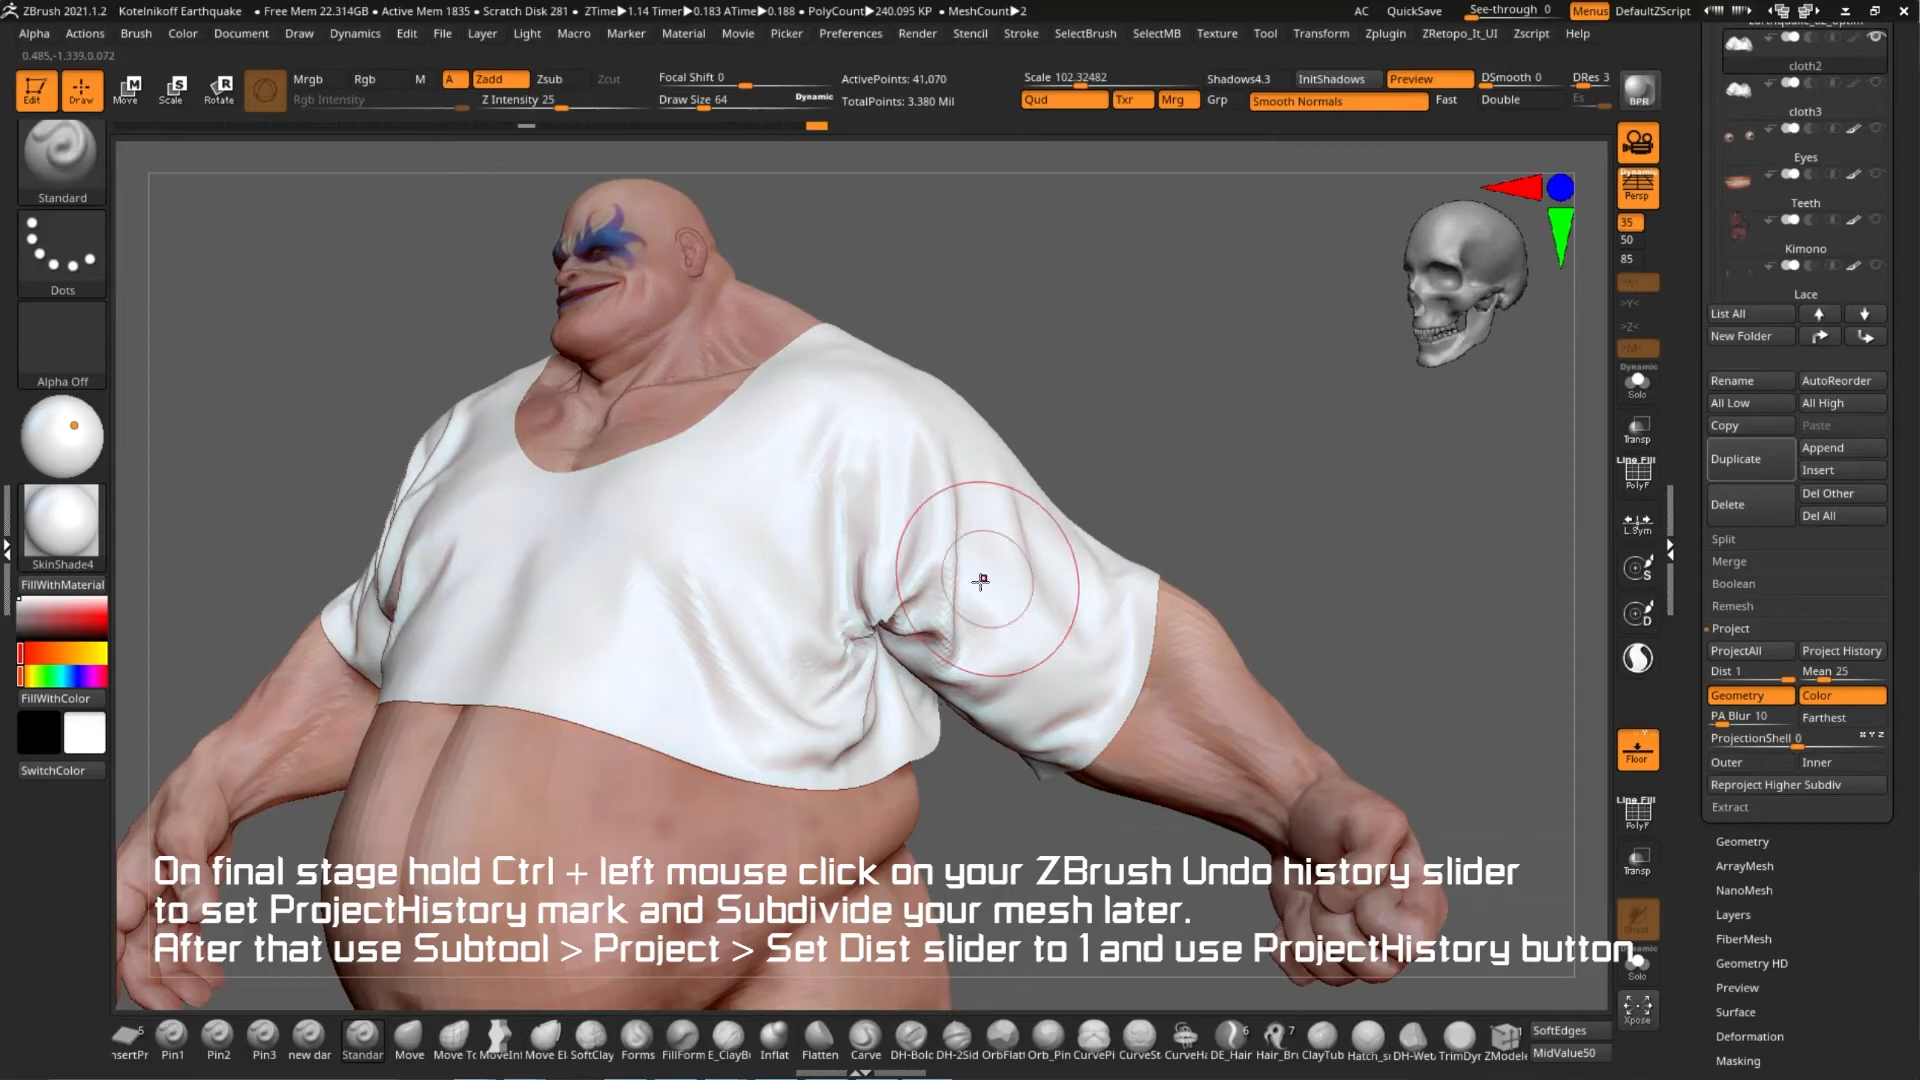 ZBrush 2021.1.2 Kotelnikoff Earthquake • Free Mem 22.314GB • Active Mem 1835 • Scratch Disk 281 • ZTime▶1.14 Timer▶0.183 ATime▶0.188 • PolyCount▶240.095 KP • MeshCount▶2 AC QuickSave See-through 0 Menus DefaultZScript
Alpha Actions Brush Color Document Draw Dynamics Edit File Layer Light Macro Marker Material Movie Picker Preferences Render Stencil Stroke SelectBrush SelectMB Texture Tool Transform Zplugin ZRetopo_It_UI Zscript Help
0.485,-1.339,0.072
Edit Draw Move Scale Rotate
Mrgb Rgb M A Zadd Zsub Zcut
Rgb Intensity Z Intensity 25
Focal Shift 0
Draw Size 64 Dynamic
ActivePoints: 41,070
TotalPoints: 3.380 Mil
Scale 102.32482 Shadows4.3 InitShadows Preview DSmooth 0 DRes 3
Qud Txr Mrg Grp Smooth Normals Fast Double Es
BPR
Standard
Dots
Alpha Off
SkinShade4
FillWithMaterial
FillWithColor
SwitchColor
Dynamic
Persp
35
50
85
>X<
>Y<
>Z<
>M<
Dynamic
Solo
Transp
Line Fill
PolyF
L.Sym
S
D
Floor
Line Fill
PolyF
Transp
Ghost
Dynamic
Solo
Xpose
cloth2
cloth3
Eyes
Teeth
Kimono
Lace
List All
New Folder
Rename AutoReorder
All Low All High
Copy Paste
Duplicate Append
Insert
Delete Del Other
Del All
Split
Merge
Boolean
Remesh
Project
ProjectAll Project History
Dist 1 Mean 25
Geometry Color
PA Blur 10 Farthest
ProjectionShell 0 X Y Z
Outer Inner
Reproject Higher Subdiv
Extract
Geometry
ArrayMesh
NanoMesh
Layers
FiberMesh
Geometry HD
Preview
Surface
Deformation
Masking
On final stage hold Ctrl + left mouse click on your ZBrush Undo history slider
to set ProjectHistory mark and Subdivide your mesh later.
After that use Subtool > Project > Set Dist slider to 1 and use ProjectHistory button.
5 6 7 1
nsertPr Pin1 Pin2 Pin3 new dar Standar Move Move Tc MoveInf Move El SoftClay Forms FillForm E_ClayBu Inflat Flatten Carve DH-Bolc DH-2Sid OrbFlatt Orb_Pin CurvePi CurveSt CurveHa DE_Hair Hair_Bru ClayTub Hatch_s DH-Wet TrimDyr ZModele
SoftEdges
MidValue50